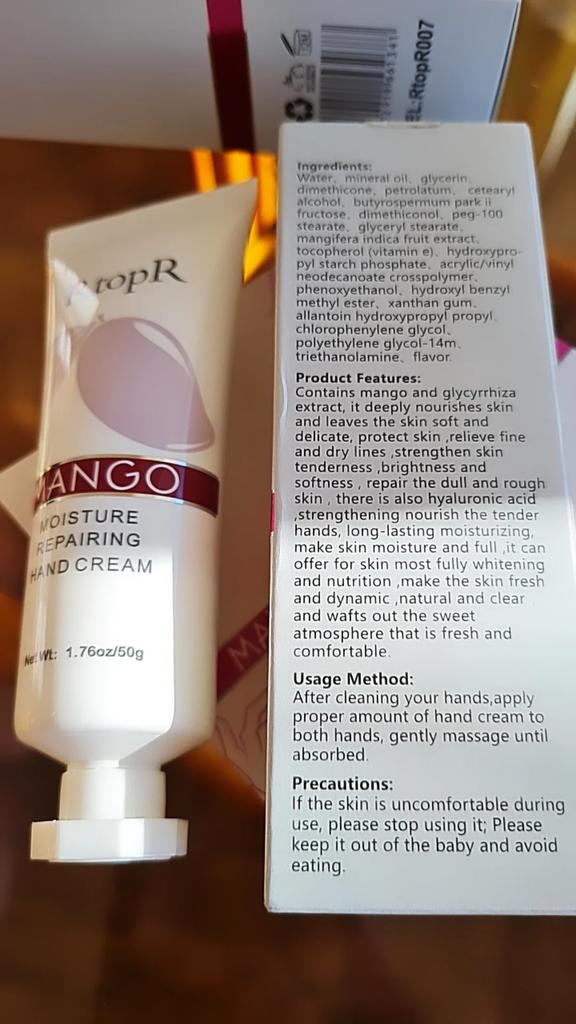 12M
EL:RtopR007
R topR
MANGO
MOISTURE
REPAIRING
HAND CREAM
Net Wt: 1.76oz/50g
Ingredients:
Water、mineral oil、glycerin、
dimethicone、petrolatum、cetearyl
alcohol、butyrospermum park ii
fructose、dimethiconol、peg-100
stearate、glyceryl stearate、
mangifera indica fruit extract、
tocopherol (vitamin e)、hydroxypro-
pyl starch phosphate、acrylic/vinyl
neodecanoate crosspolymer、
phenoxyethanol、hydroxyl benzyl
methyl ester、xanthan gum、
allantoin hydroxypropyl propyl、
chlorophenylene glycol、
polyethylene glycol-14m、
triethanolamine、flavor.
Product Features:
Contains mango and glycyrrhiza
extract, it deeply nourishes skin
and leaves the skin soft and
delicate, protect skin ,relieve fine
and dry lines ,strengthen skin
tenderness ,brightness and
softness , repair the dull and rough
skin , there is also hyaluronic acid
,strengthening nourish the tender
hands, long-lasting moisturizing,
make skin moisture and full ,it can
offer for skin most fully whitening
and nutrition ,make the skin fresh
and dynamic ,natural and clear
and wafts out the sweet
atmosphere that is fresh and
comfortable.
Usage Method:
After cleaning your hands,apply
proper amount of hand cream to
both hands, gently massage until
absorbed.
Precautions:
If the skin is uncomfortable during
use, please stop using it; Please
keep it out of the baby and avoid
eating.
MA